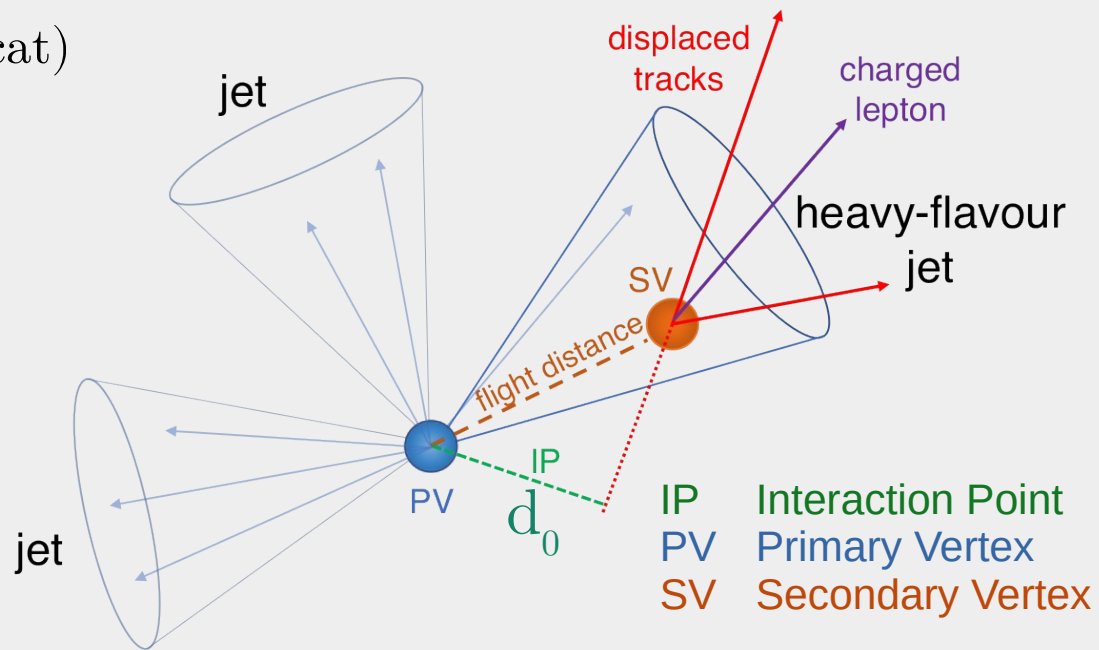 jet
displaced
tracks
charged
lepton
heavy-flavour
jet
SV
flight distance
IP
PV
d0
jet
IP Interaction Point
PV Primary Vertex
SV Secondary Vertex